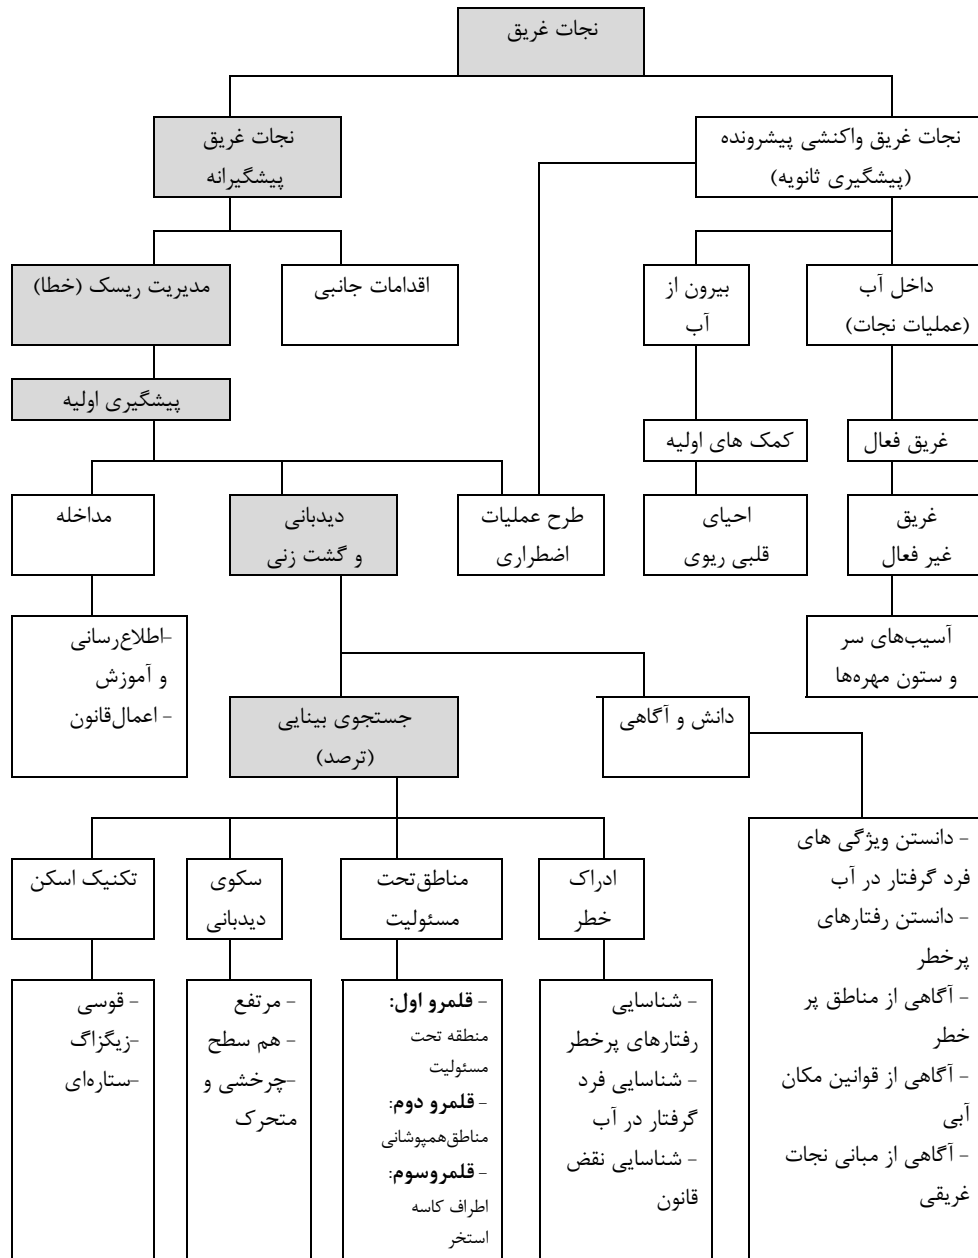 نجات غریق
نجات غریق
پیشگیرانه
نجات غریق واکنشی پیشرونده
(پیشگیری ثانویه)
مدیریت ریسک (خطا)
اقدامات جانبی
بیرون از
آب
داخل آب
(عملیات نجات)
پیشگیری اولیه
کمک های اولیه
غریق فعال
مداخله
دیدبانی
و گشت زنی
طرح عملیات
اضطراری
احیای
قلبی ریوی
غریق
غیر فعال
-اطلاع‌رسانی
و آموزش
- اعمال‌قانون
آسیب‌های سر
و ستون مهره‌ها
جستجوی بینایی
(ترصد)
دانش و آگاهی
تکنیک اسکن
سکوی
دیدبانی
مناطق‌تحت
مسئولیت
ادراک
خطر
- دانستن ویژگی های
فرد گرفتار در آب
- دانستن رفتارهای
پرخطر
- آگاهی از مناطق پر
خطر
- آگاهی از قوانین مکان
آبی
- آگاهی از مبانی نجات
غریقی
- قوسی
-زیگزاگ
-ستاره‌ای
- مرتفع
- هم سطح
-چرخشی و
متحرک
- قلمرو اول:
منطقه تحت
مسئولیت
- قلمرو دوم:
مناطق‌همپوشانی
- قلمروسوم:
اطراف کاسه
استخر
- شناسایی
رفتارهای پرخطر
- شناسایی فرد
گرفتار در آب
- شناسایی نقض
قانون